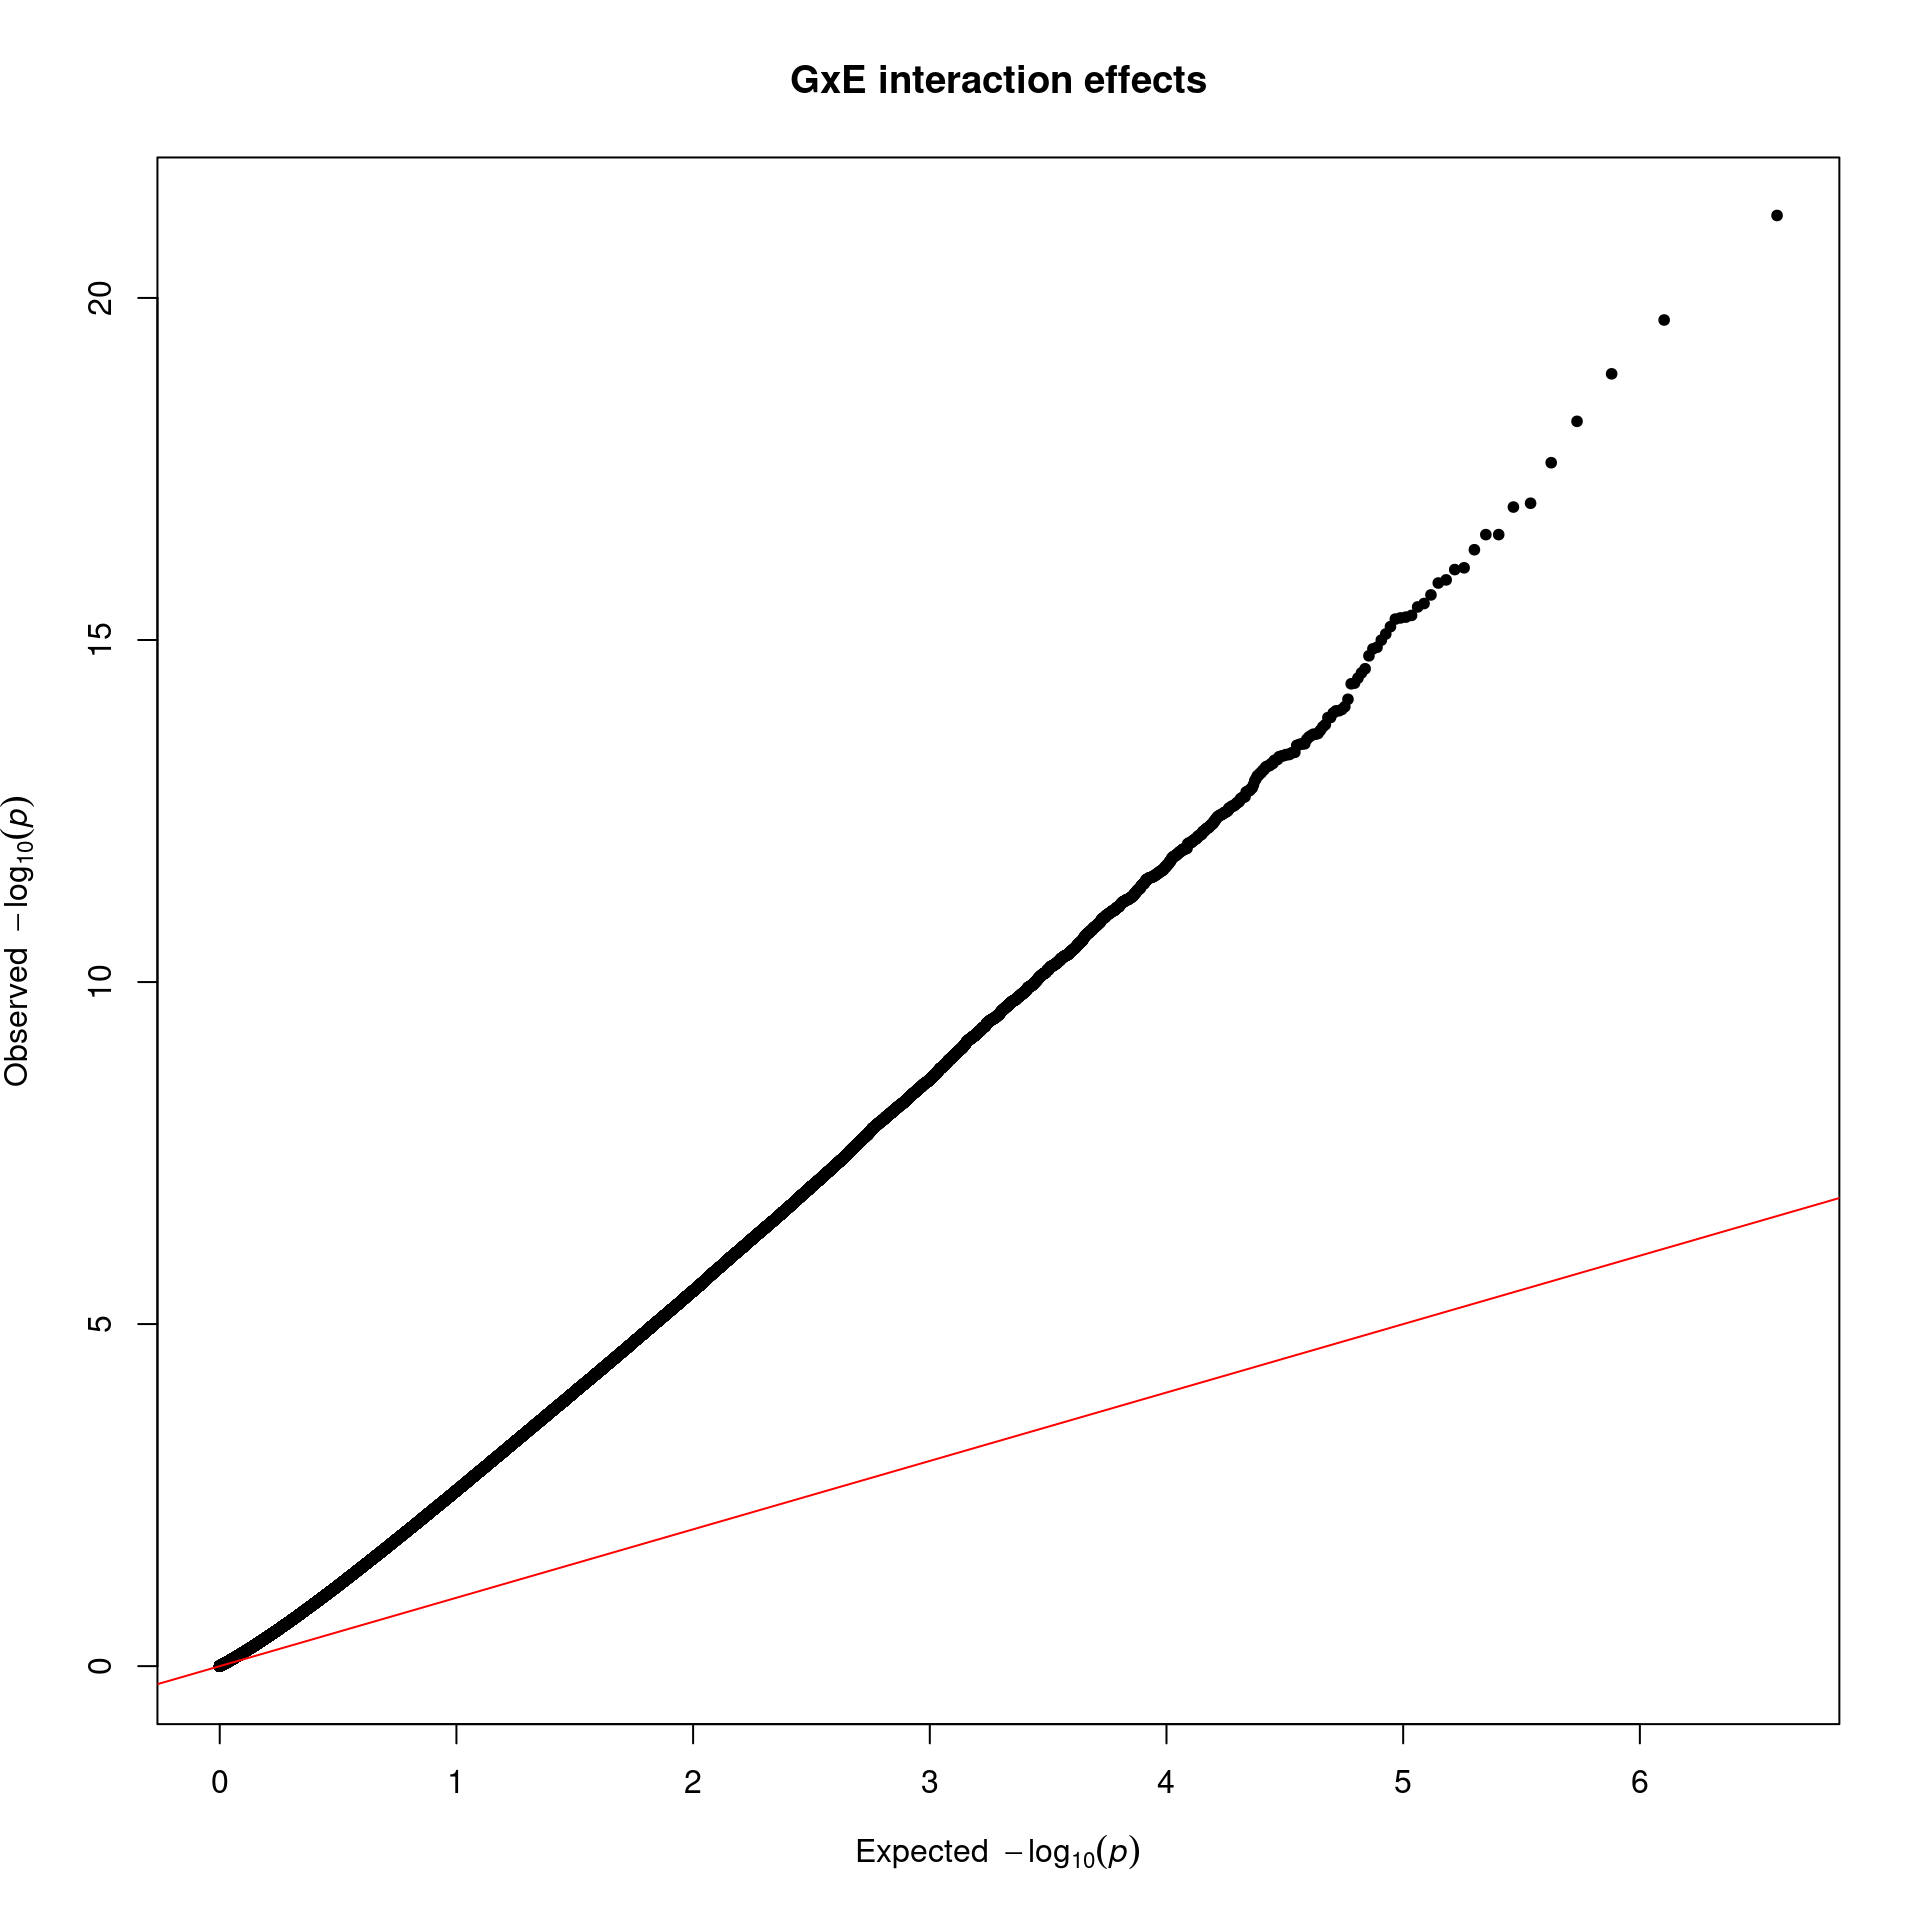 GxE interaction effects
20
15
10
5
0
Observed −log10(p)
0 1 2 3 4 5 6
Expected −log10(p)